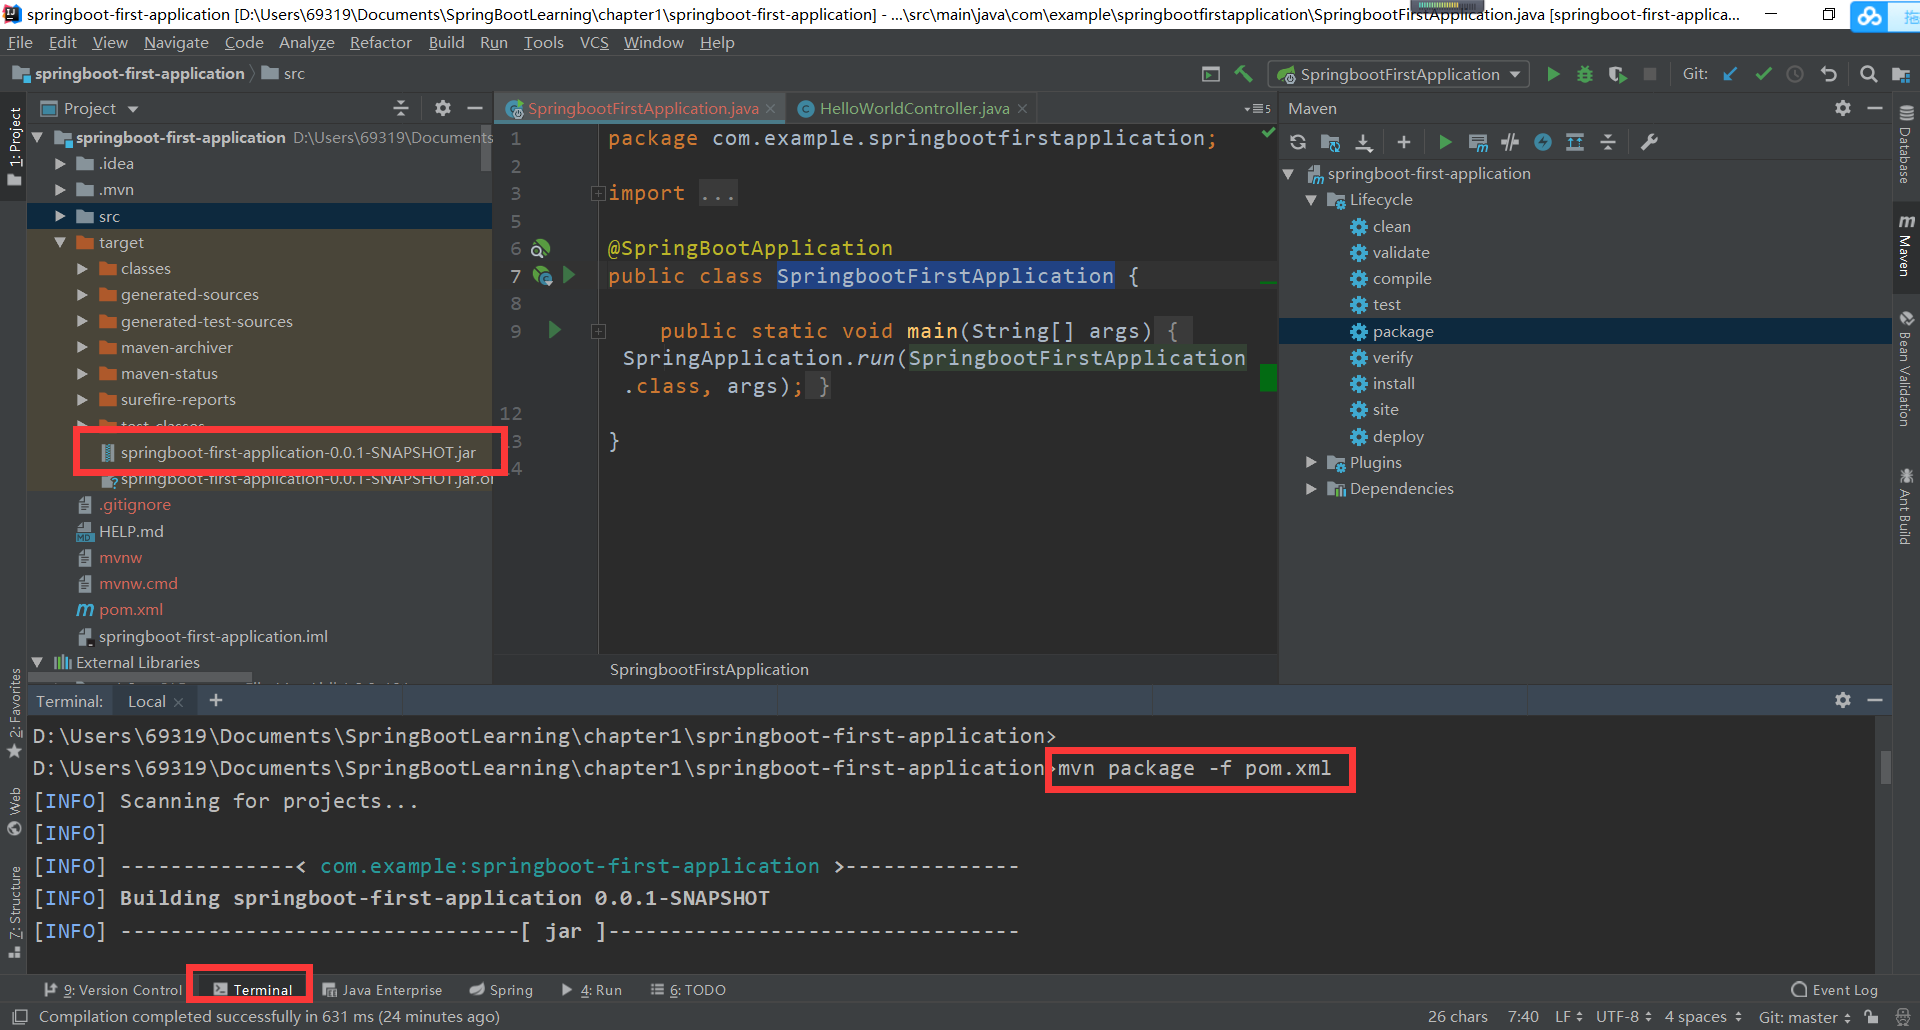 springboot-first-application [D:\Users\69319\Documents\SpringBootLearning\chapter1\springboot-first-application] - ...\src\main\java\com\example\springbootfirstapplication\SpringbootFirstApplication.java [springboot-first-applica...
File Edit View Navigate Code Analyze Refactor Build Run Tools VCS Window Help
springboot-first-application src
SpringbootFirstApplication
Git:
1: Project
Project
springboot-first-application D:\Users\69319\Documents
.idea
.mvn
src
target
classes
generated-sources
generated-test-sources
maven-archiver
maven-status
surefire-reports
test-classes
springboot-first-application-0.0.1-SNAPSHOT.jar
springboot-first-application-0.0.1-SNAPSHOT.jar.or
.gitignore
HELP.md
mvnw
mvnw.cmd
pom.xml
springboot-first-application.iml
External Libraries
SpringbootFirstApplication.java HelloWorldController.java
5
1 package com.example.springbootfirstapplication;
2
3 import ...
5
6 @SpringBootApplication
7 public class SpringbootFirstApplication {
8
9 public static void main(String[] args) {
SpringApplication.run(SpringbootFirstApplication
.class, args); }
12
13 }
14
SpringbootFirstApplication
Maven
springboot-first-application
Lifecycle
clean
validate
compile
test
package
verify
install
site
deploy
Plugins
Dependencies
Database
Maven
Bean Validation
Ant Build
2: Favorites
Web
7: Structure
Terminal: Local
D:\Users\69319\Documents\SpringBootLearning\chapter1\springboot-first-application>
D:\Users\69319\Documents\SpringBootLearning\chapter1\springboot-first-application>mvn package -f pom.xml
[INFO] Scanning for projects...
[INFO]
[INFO] --------------< com.example:springboot-first-application >--------------
[INFO] Building springboot-first-application 0.0.1-SNAPSHOT
[INFO] --------------------------------[ jar ]---------------------------------
9: Version Control Terminal Java Enterprise Spring 4: Run 6: TODO Event Log
Compilation completed successfully in 631 ms (24 minutes ago) 26 chars 7:40 LF UTF-8 4 spaces Git: master